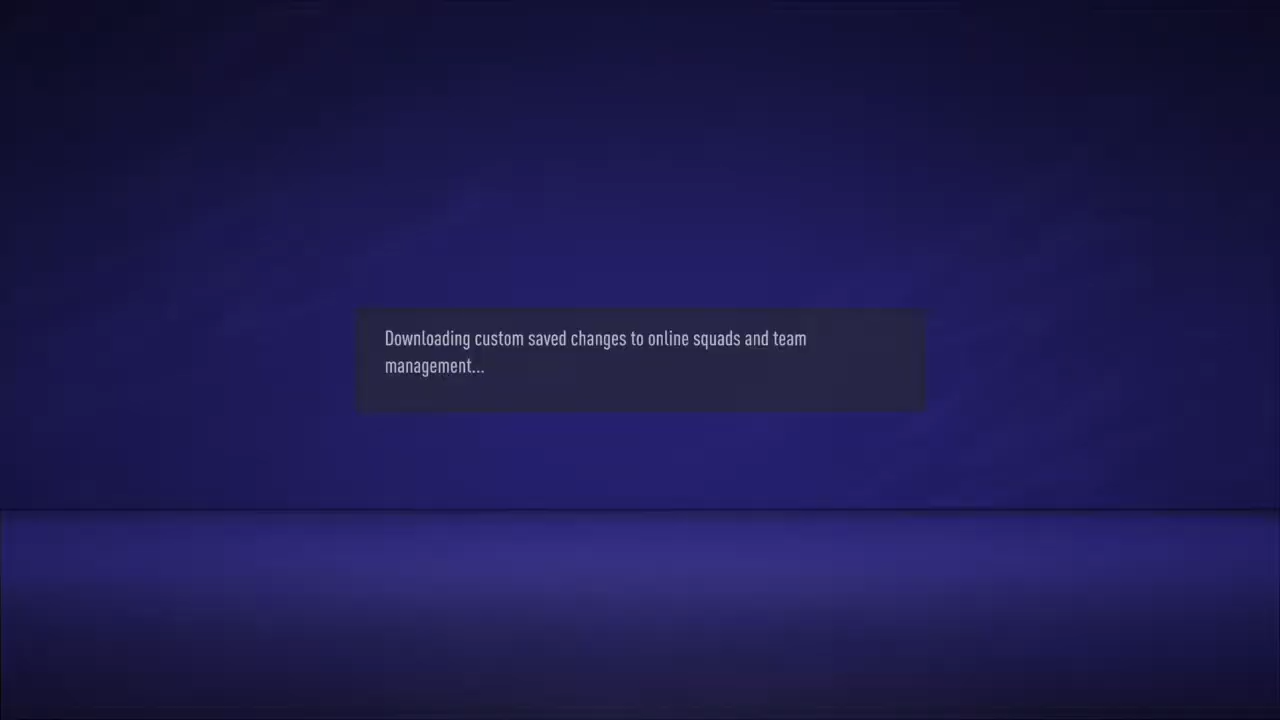 Downloading custom saved changes to online squads and team
management...